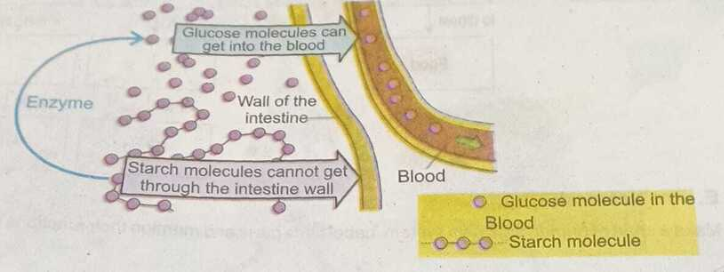 Glucose molecules can
get into the blood
Enzyme
Wall of the
intestine
Starch molecules cannot get
through the intestine wall
Blood
Glucose molecule in the
Blood
Starch molecule